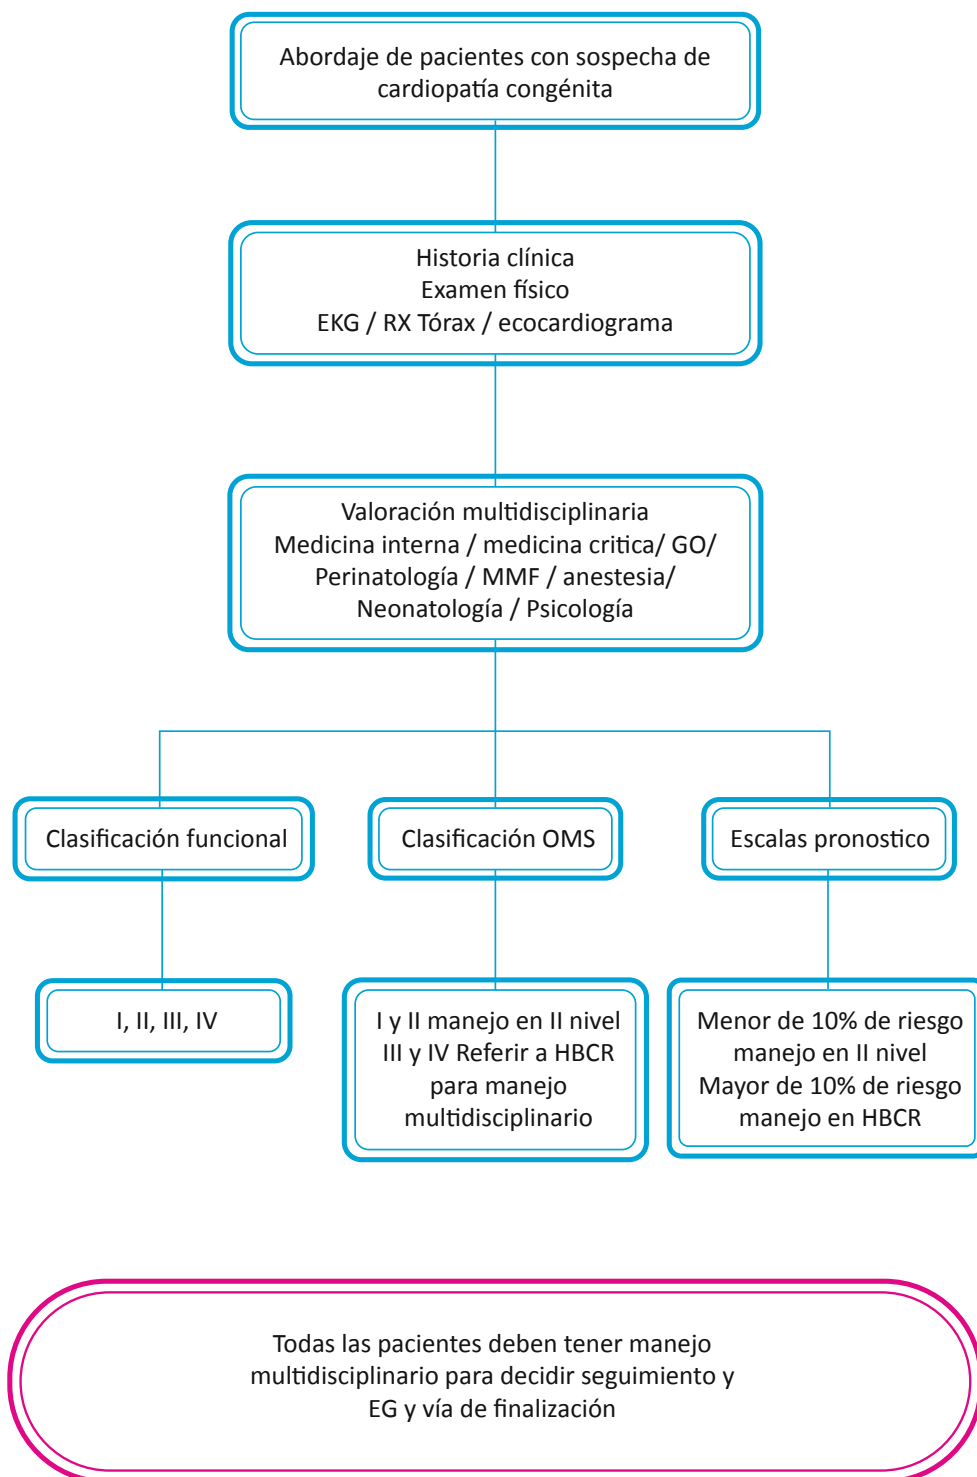 Abordaje de pacientes con sospecha de
cardiopatía congénita
Historia clínica
Examen físico
EKG / RX Tórax / ecocardiograma
Valoración multidisciplinaria
Medicina interna / medicina critica/ GO/
Perinatología / MMF / anestesia/
Neonatología / Psicología
Clasificación funcional
Clasificación OMS
Escalas pronostico
I, II, III, IV
I y II manejo en II nivel
III y IV Referir a HBCR
para manejo
multidisciplinario
Menor de 10% de riesgo
manejo en II nivel
Mayor de 10% de riesgo
manejo en HBCR
Todas las pacientes deben tener manejo
multidisciplinario para decidir seguimiento y
EG y vía de finalización